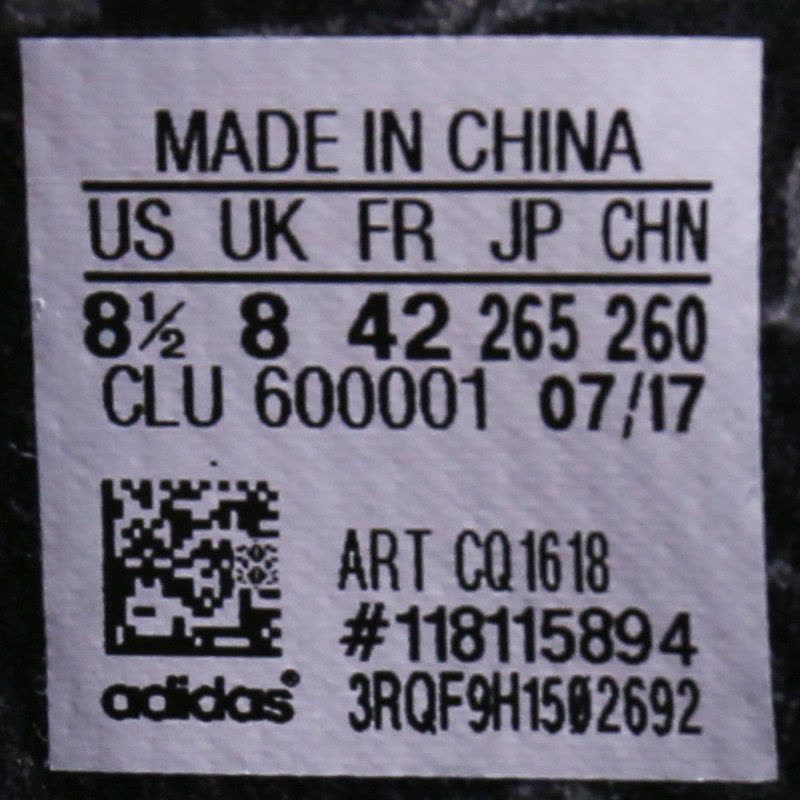 MADE IN CHINA
US UK FR JP CHN
8½ 8 42 265 260
CLU 600001 07/17
ART CQ1618
#118115894
adidas® 3RQF9H1502692